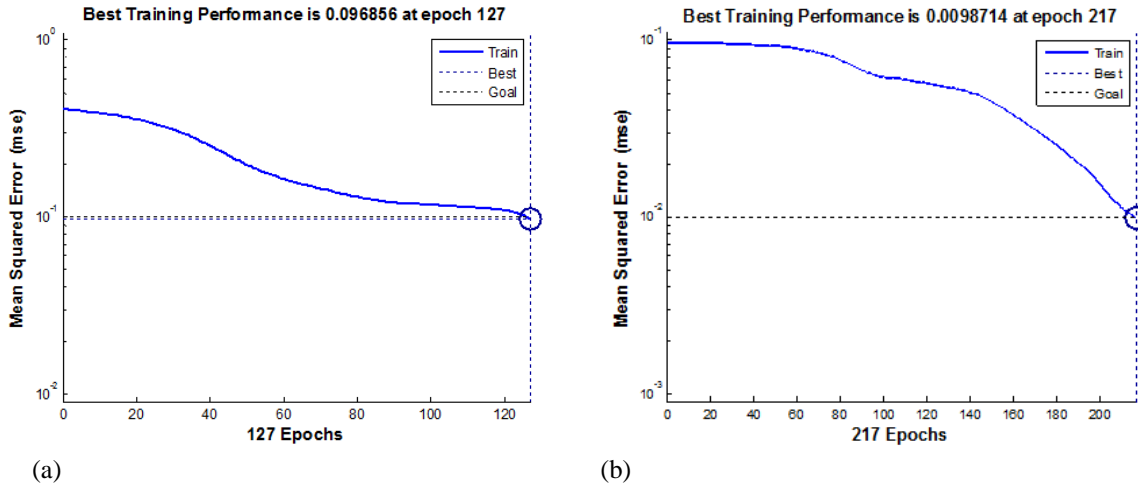 Best Training Performance is 0.096856 at epoch 127
10^0
10^-1
10^-2
Mean Squared Error (mse)
Train
Best
Goal
0 20 40 60 80 100 120
127 Epochs
(a)
Best Training Performance is 0.0098714 at epoch 217
10^-1
10^-2
10^-3
Mean Squared Error (mse)
Train
Best
Goal
0 20 40 60 80 100 120 140 160 180 200
217 Epochs
(b)